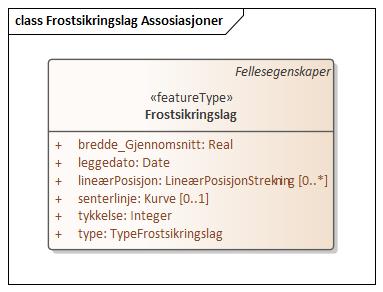 class Frostsikringslag Assosiasjoner
Fellesegenskaper
«featureType»
Frostsikringslag
+ bredde_Gjennomsnitt: Real
+ leggedato: Date
+ lineærPosisjon: LineærPosisjonStrekning [0..*]
+ senterlinje: Kurve [0..1]
+ tykkelse: Integer
+ type: TypeFrostsikringslag